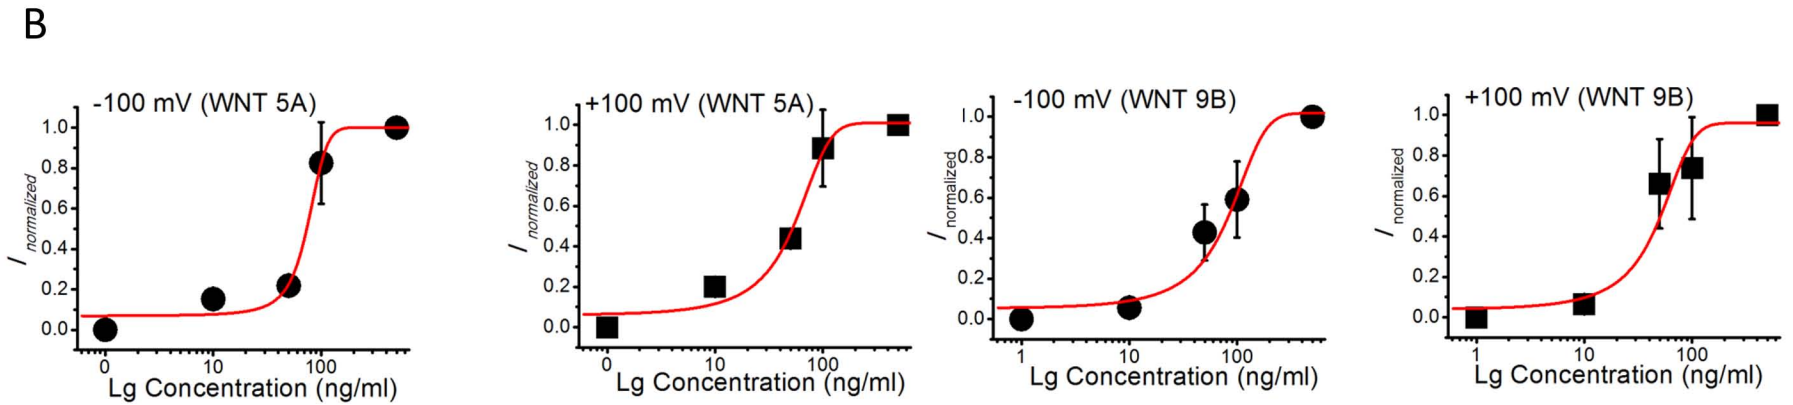 B
-100 mV (WNT 5A)
1.0
0.8
0.6
0.4
0.2
0.0
I normalized
0 10 100
Lg Concentration (ng/ml)
+100 mV (WNT 5A)
1.0
0.8
0.6
0.4
0.2
0.0
I normalized
0 10 100
Lg Concentration (ng/ml)
-100 mV (WNT 9B)
1.0
0.8
0.6
0.4
0.2
0.0
I normalized
1 10 100
Lg Concentration (ng/ml)
+100 mV (WNT 9B)
1.0
0.8
0.6
0.4
0.2
0.0
I normalized
1 10 100
Lg Concentration (ng/ml)